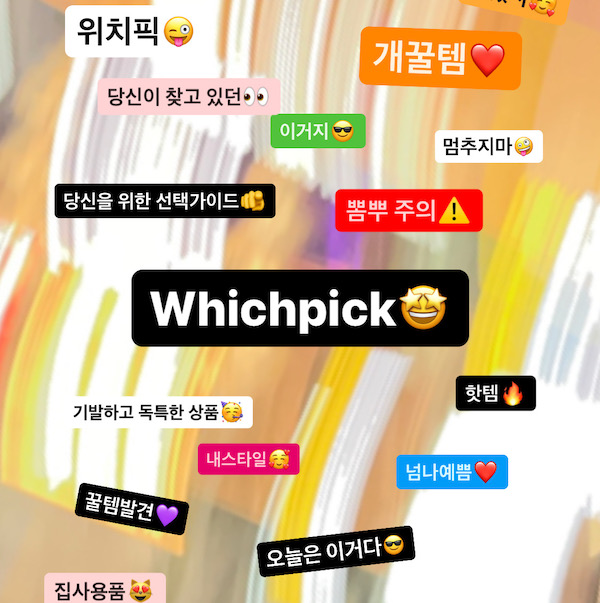 위치픽😜
개꿀템❤️
당신이 찾고 있던👀
이거지😎
멈추지마🤪
당신을 위한 선택가이드🫵
뽐뿌 주의⚠️
Whichpick🤩
핫템🔥
기발하고 독특한 상품🥳
내스타일🥰
넘나예쁨❤️
꿀템발견💜
오늘은 이거다😎
집사용품😻